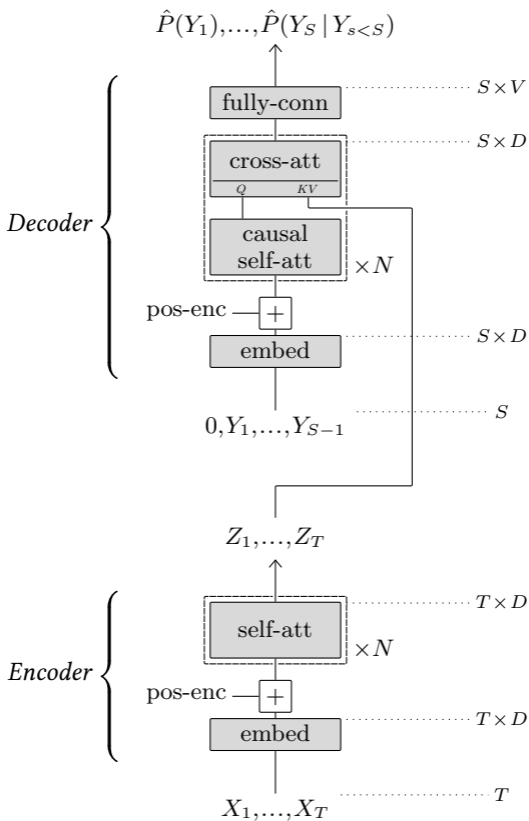 P̂(Y₁),...,P̂(Y_S | Y_{s<S})
fully-conn
S×V
cross-att
S×D
Q
KV
Decoder
causal
self-att
×N
pos-enc
+
embed
S×D
0,Y₁,...,Y_{S−1}
S
Z₁,...,Z_T
self-att
T×D
×N
Encoder
pos-enc
+
embed
T×D
X₁,...,X_T
T